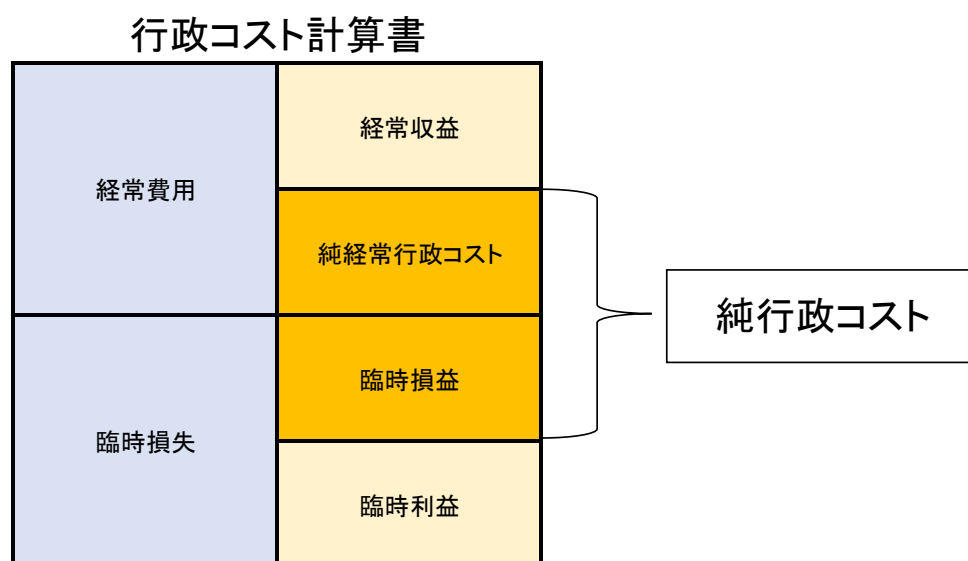 行政コスト計算書
経常費用
経常収益
純経常行政コスト
純行政コスト
臨時損失
臨時損益
臨時利益